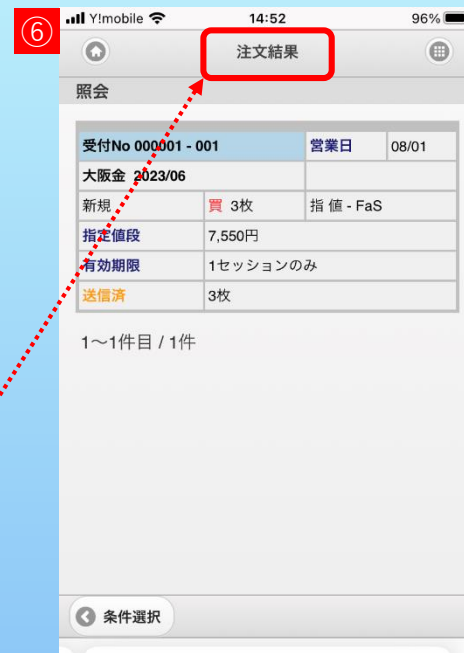 ⑥
Y!mobile 14:52 96%
注文結果
照会
受付No 000001 - 001 営業日 08/01
大阪金 2023/06
新規 買 3枚 指 値 - FaS
指定値段 7,550円
有効期限 1セッションのみ
送信済 3枚
1～1件目 / 1件
条件選択